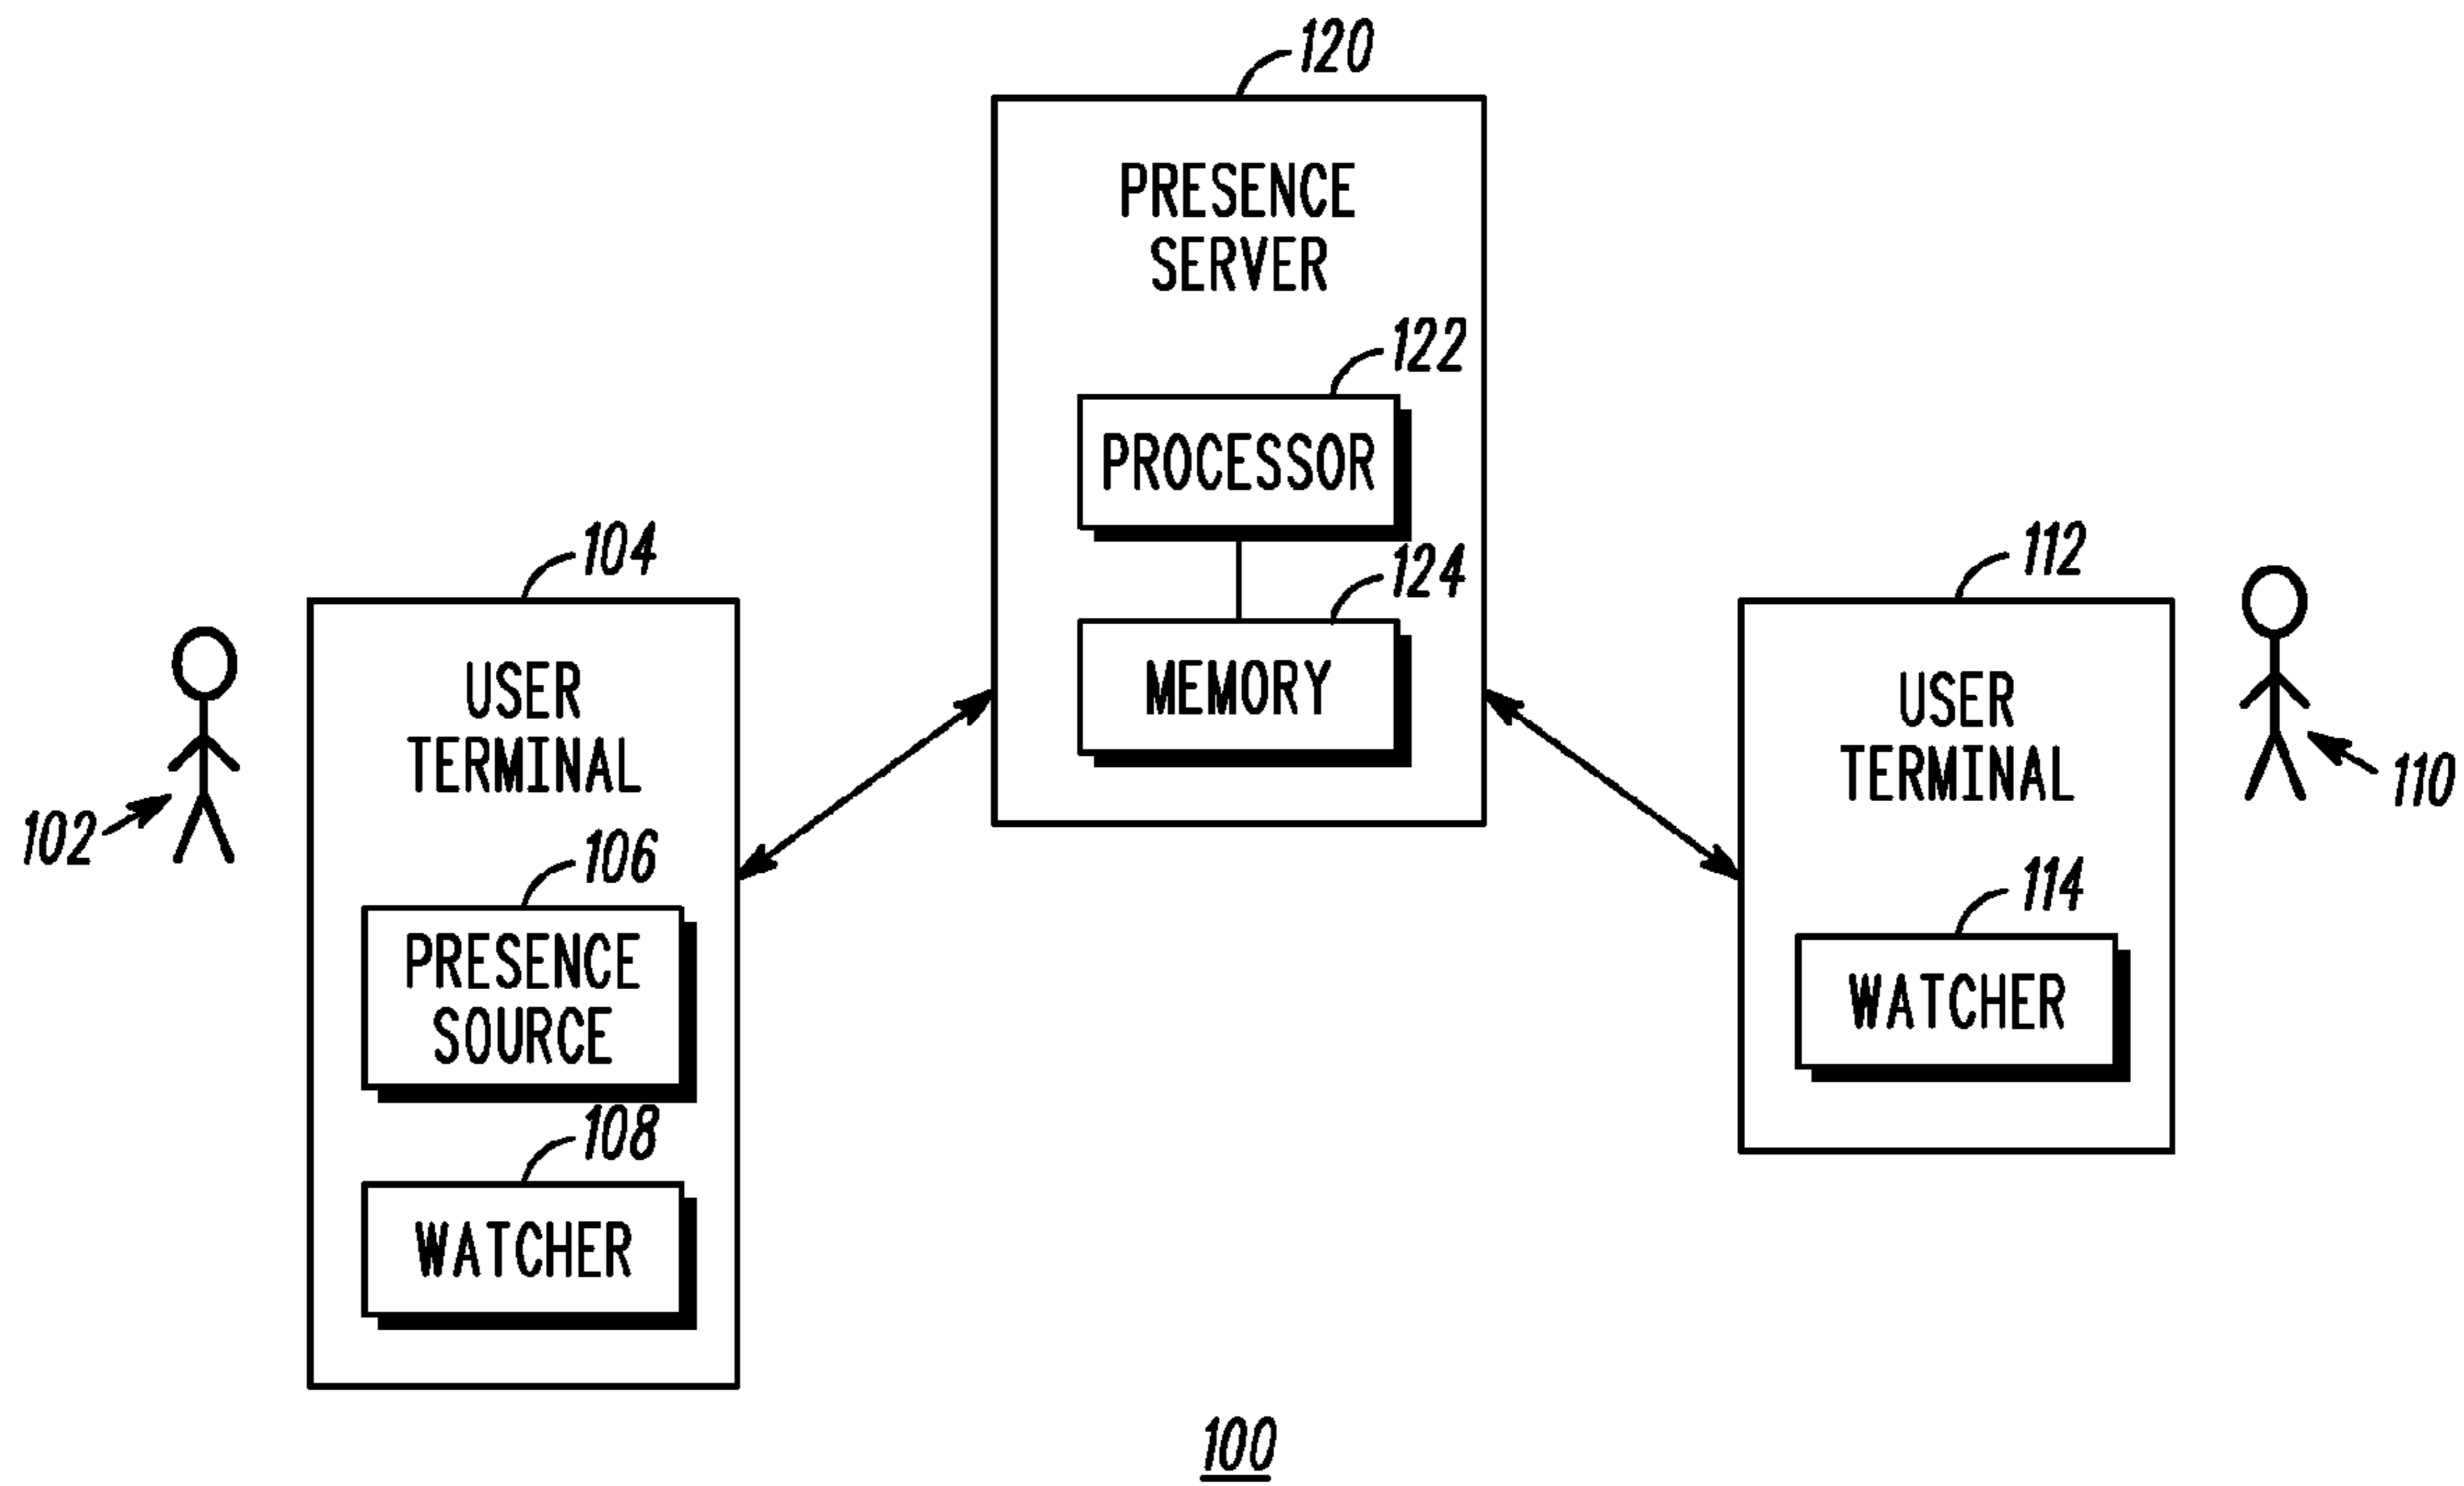 120
PRESENCE
SERVER
122
PROCESSOR
124
MEMORY
104
USER
TERMINAL
102
106
PRESENCE
SOURCE
108
WATCHER
112
USER
TERMINAL
110
114
WATCHER
100